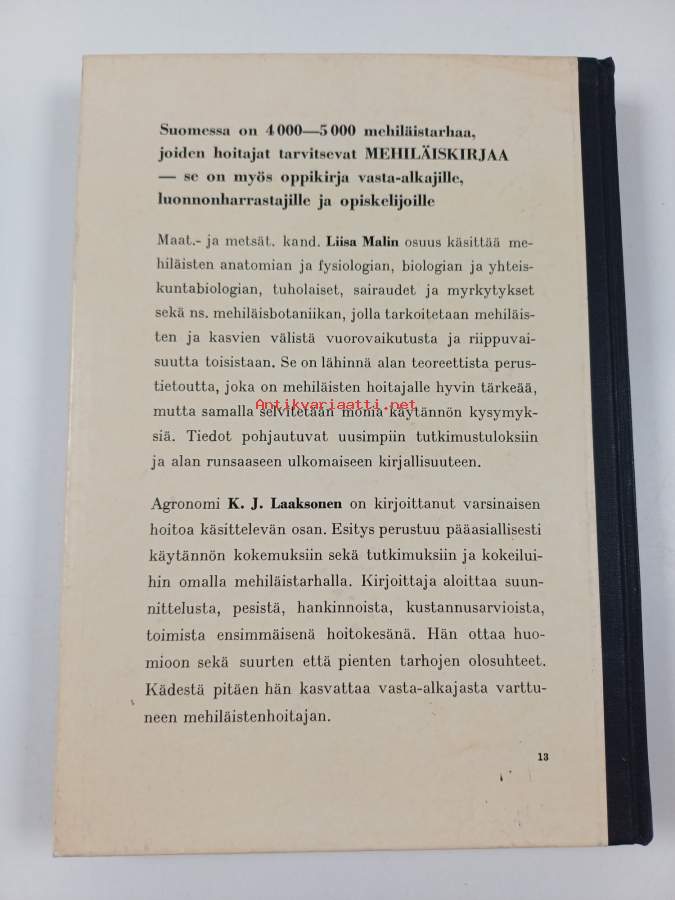 Suomessa on 4 000—5 000 mehiläistarhaa,
joiden hoitajat tarvitsevat MEHILÄISKIRJAA
— se on myös oppikirja vasta-alkajille,
luonnonharrastajille ja opiskelijoille
Maat.- ja metsät. kand. Liisa Malin osuus käsittää me-
hiläisten anatomian ja fysiologian, biologian ja yhteis-
kuntabiologian, tuholaiset, sairaudet ja myrkytykset
sekä ns. mehiläisbotaniikan, jolla tarkoitetaan mehiläis-
ten ja kasvien välistä vuorovaikutusta ja riippuvai-
suutta toisistaan. Se on lähinnä alan teoreettista perus-
tietoutta, joka on mehiläisten hoitajalle hyvin tärkeää,
Antikvariaatti.net
mutta samalla selvitetään monia käytännön kysymyk-
siä. Tiedot pohjautuvat uusimpiin tutkimustuloksiin
ja alan runsaaseen ulkomaiseen kirjallisuuteen.
Agronomi K. J. Laaksonen on kirjoittanut varsinaisen
hoitoa käsittelevän osan. Esitys perustuu pääasiallisesti
käytännön kokemuksiin sekä tutkimuksiin ja kokeilui-
hin omalla mehiläistarhalla. Kirjoittaja aloittaa suun-
nittelusta, pesistä, hankinnoista, kustannusarvioista,
toimista ensimmäisenä hoitokesänä. Hän ottaa huo-
mioon sekä suurten että pienten tarhojen olosuhteet.
Kädestä pitäen hän kasvattaa vasta-alkajasta varttu-
neen mehiläistenhoitajan.
13